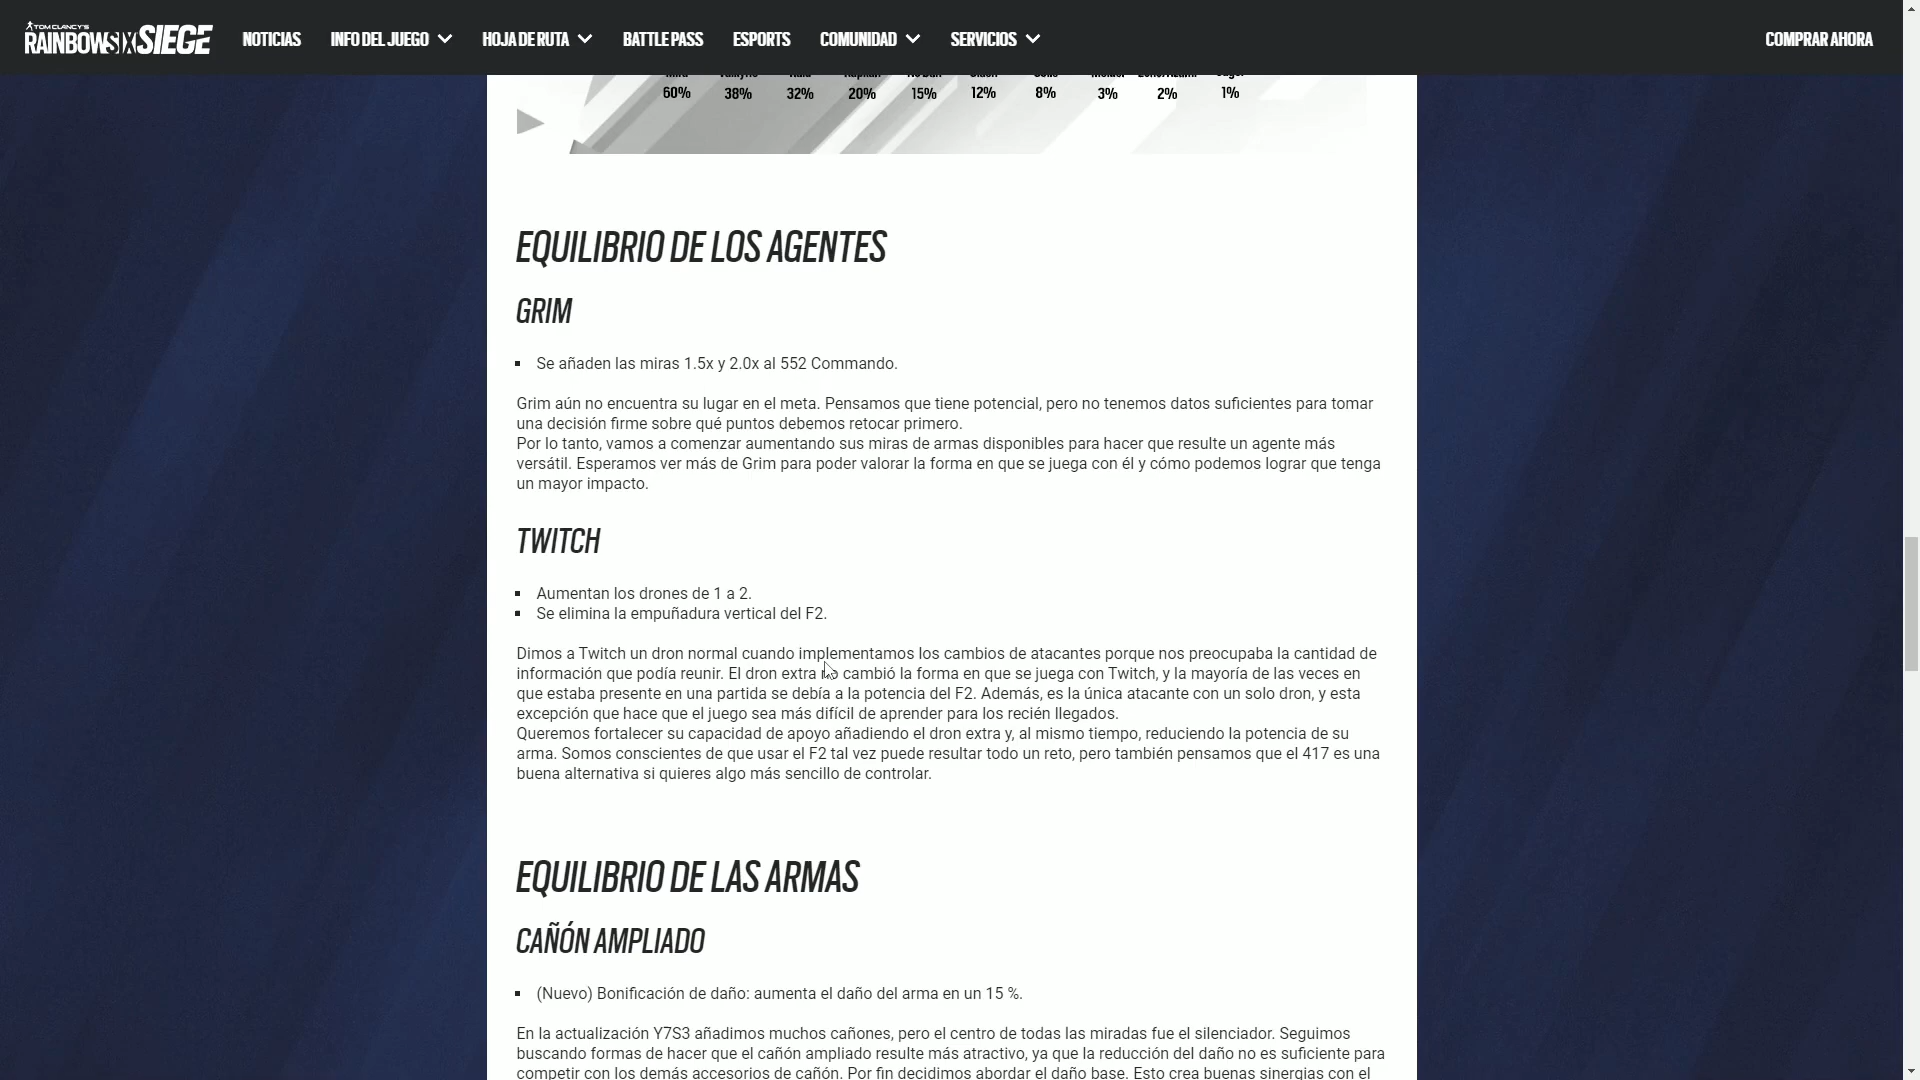 TOM CLANCY'S
RAINBOWSIX SIEGE
NOTICIAS INFO DEL JUEGO HOJA DE RUTA BATTLE PASS ESPORTS COMUNIDAD SERVICIOS COMPRAR AHORA
60% 38% 32% 20% 15% 12% 8% 3% 2% 1%
EQUILIBRIO DE LOS AGENTES
GRIM
▪ Se añaden las miras 1.5x y 2.0x al 552 Commando.
Grim aún no encuentra su lugar en el meta. Pensamos que tiene potencial, pero no tenemos datos suficientes para tomar
una decisión firme sobre qué puntos debemos retocar primero.
Por lo tanto, vamos a comenzar aumentando sus miras de armas disponibles para hacer que resulte un agente más
versátil. Esperamos ver más de Grim para poder valorar la forma en que se juega con él y cómo podemos lograr que tenga
un mayor impacto.
TWITCH
▪ Aumentan los drones de 1 a 2.
▪ Se elimina la empuñadura vertical del F2.
Dimos a Twitch un dron normal cuando implementamos los cambios de atacantes porque nos preocupaba la cantidad de
información que podía reunir. El dron extra no cambió la forma en que se juega con Twitch, y la mayoría de las veces en
que estaba presente en una partida se debía a la potencia del F2. Además, es la única atacante con un solo dron, y esta
excepción que hace que el juego sea más difícil de aprender para los recién llegados.
Queremos fortalecer su capacidad de apoyo añadiendo el dron extra y, al mismo tiempo, reduciendo la potencia de su
arma. Somos conscientes de que usar el F2 tal vez puede resultar todo un reto, pero también pensamos que el 417 es una
buena alternativa si quieres algo más sencillo de controlar.
EQUILIBRIO DE LAS ARMAS
CAÑÓN AMPLIADO
▪ (Nuevo) Bonificación de daño: aumenta el daño del arma en un 15 %.
En la actualización Y7S3 añadimos muchos cañones, pero el centro de todas las miradas fue el silenciador. Seguimos
buscando formas de hacer que el cañón ampliado resulte más atractivo, ya que la reducción del daño no es suficiente para
competir con los demás accesorios de cañón. Por fin decidimos abordar el daño base. Esto crea buenas sinergias con el